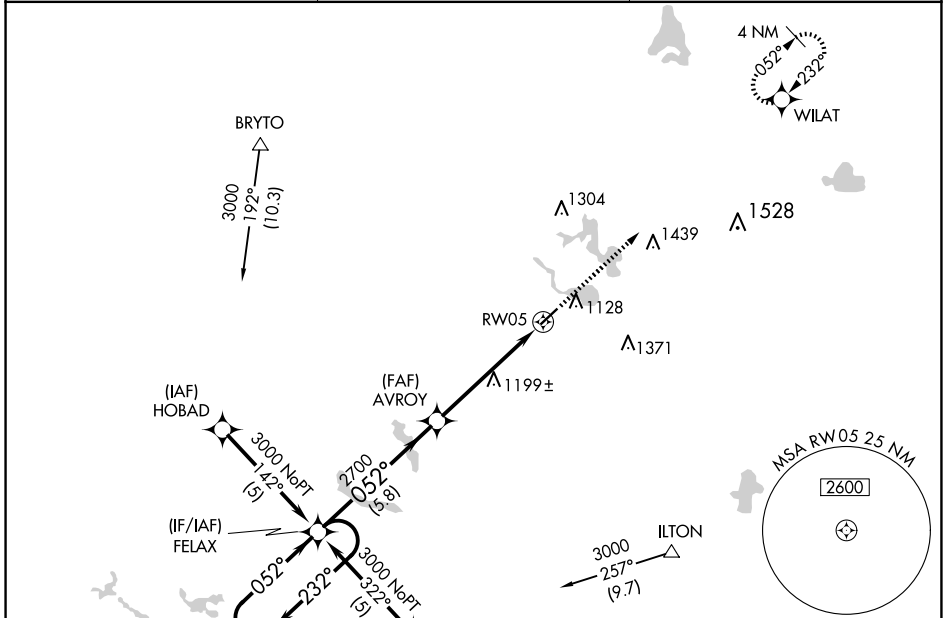 4 NM
052°
232°
WILAT
BRYTO
3000
192°
(10.3)
1304
1528
1439
1128
RW05
1371
(FAF)
AVROY
1199±
(IAF)
HOBAD
3000 NoPT
142°
(5)
2700
052°
(5.8)
MSA RW05 25 NM
2600
(IF/IAF)
FELAX
ILTON
3000
257°
(9.7)
052°
232°
3000 NoPT
322°
(5)